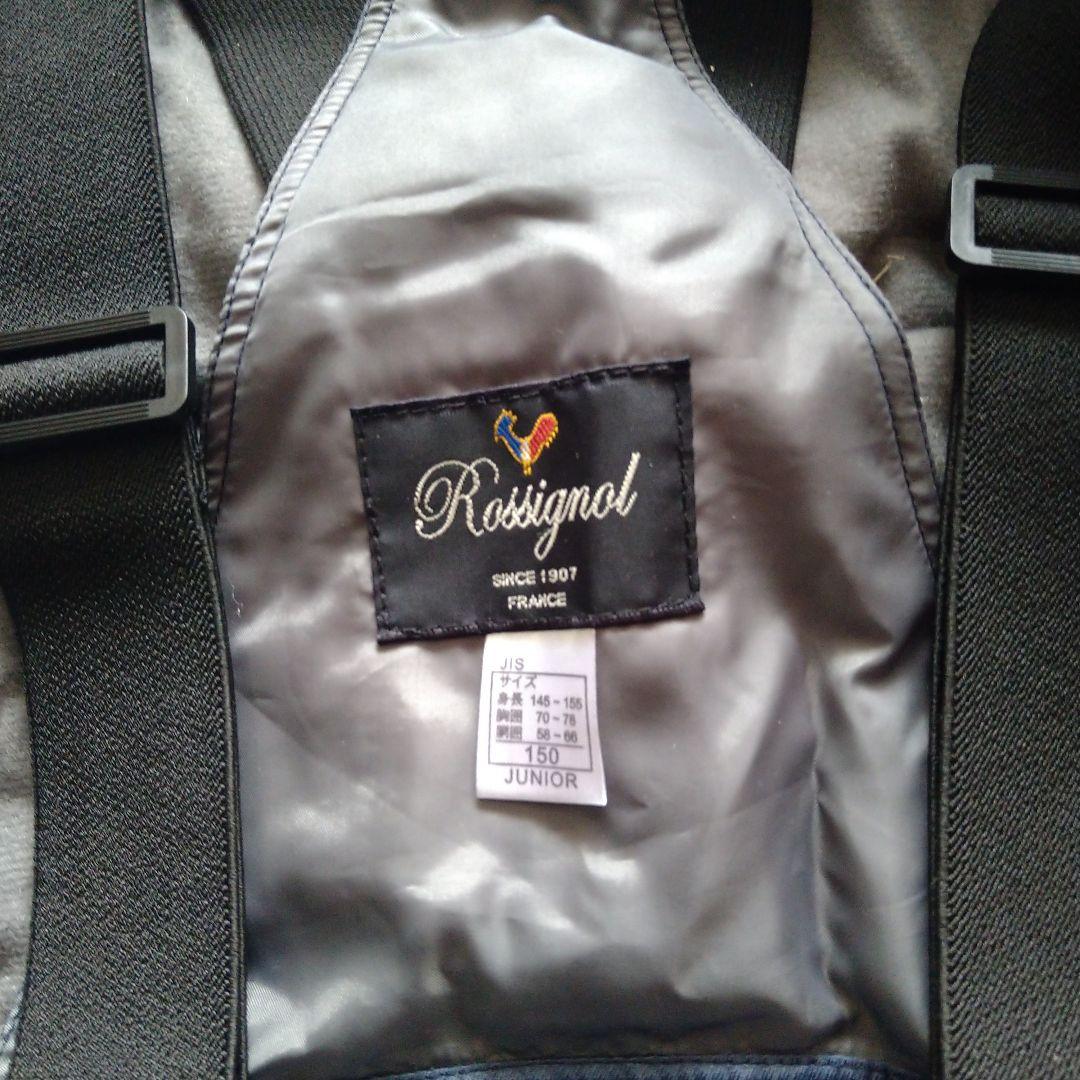 Rossignol
SINCE 1907
FRANCE
JIS
サイズ
身長 145~155
胸囲 70~78
胴囲 58~66
150
JUNIOR